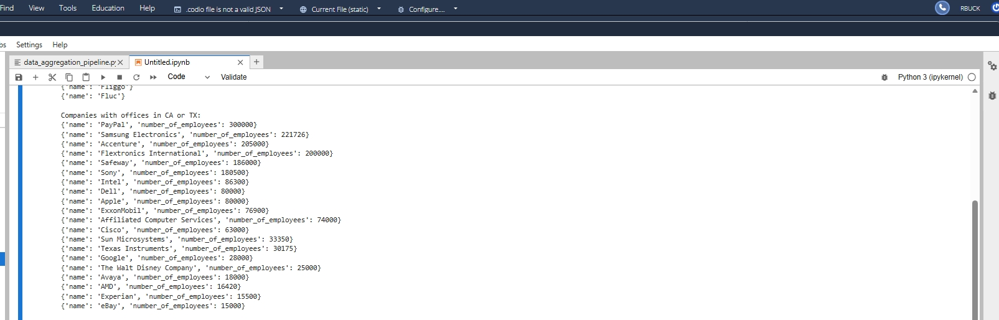 Find View Tools Education Help .codio file is not a valid JSON Current File (static) Configure.... RBUCK
bs Settings Help
data_aggregation_pipeline.py Untitled.ipynb
Code Validate Python 3 (ipykernel)
{'name': 'Fliggo'}
{'name': 'Fluc'}
Companies with offices in CA or TX:
{'name': 'PayPal', 'number_of_employees': 300000}
{'name': 'Samsung Electronics', 'number_of_employees': 221726}
{'name': 'Accenture', 'number_of_employees': 205000}
{'name': 'Flextronics International', 'number_of_employees': 200000}
{'name': 'Safeway', 'number_of_employees': 186000}
{'name': 'Sony', 'number_of_employees': 180500}
{'name': 'Intel', 'number_of_employees': 86300}
{'name': 'Dell', 'number_of_employees': 80000}
{'name': 'Apple', 'number_of_employees': 80000}
{'name': 'ExxonMobil', 'number_of_employees': 76900}
{'name': 'Affiliated Computer Services', 'number_of_employees': 74000}
{'name': 'Cisco', 'number_of_employees': 63000}
{'name': 'Sun Microsystems', 'number_of_employees': 33350}
{'name': 'Texas Instruments', 'number_of_employees': 30175}
{'name': 'Google', 'number_of_employees': 28000}
{'name': 'The Walt Disney Company', 'number_of_employees': 25000}
{'name': 'Avaya', 'number_of_employees': 18000}
{'name': 'AMD', 'number_of_employees': 16420}
{'name': 'Experian', 'number_of_employees': 15500}
{'name': 'eBay', 'number_of_employees': 15000}